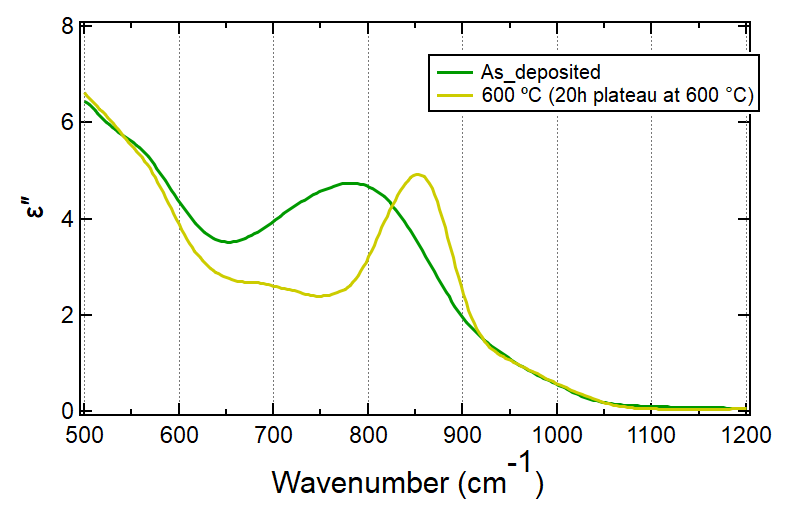 8
6
4
2
0
ε″
As_deposited
600 ºC (20h plateau at 600 °C)
500 600 700 800 900 1000 1100 1200
Wavenumber (cm-1)